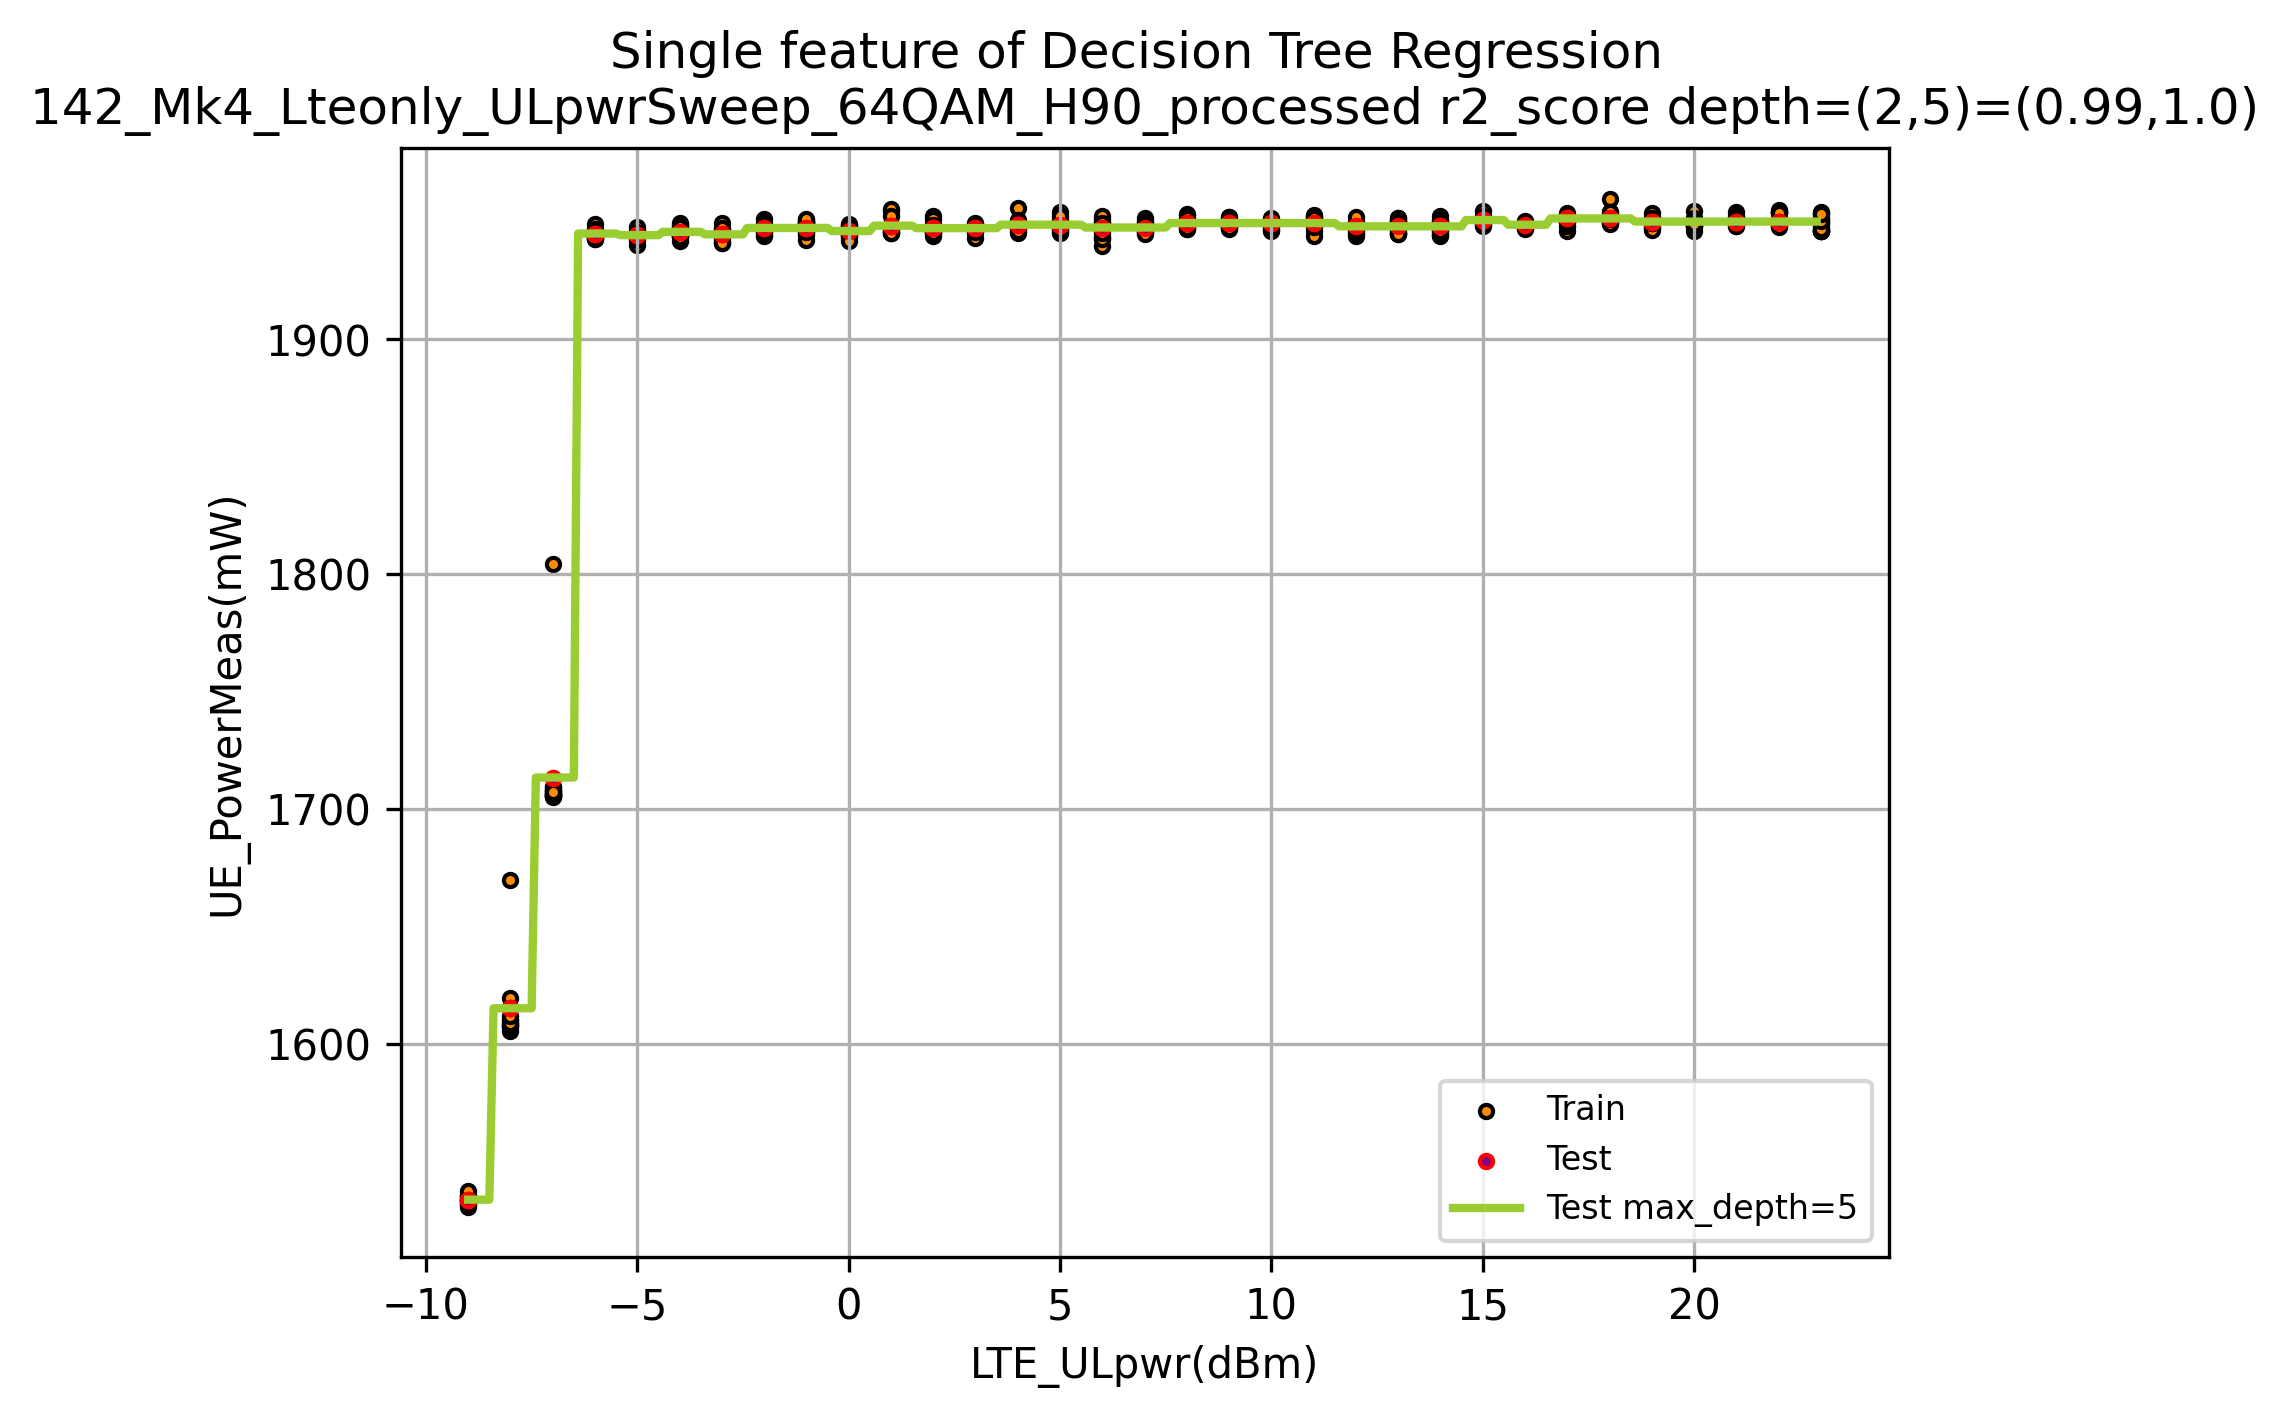 Single feature of Decision Tree Regression
142_Mk4_Lteonly_ULpwrSweep_64QAM_H90_processed r2_score depth=(2,5)=(0.99,1.0)
UE_PowerMeas(mW)
1900
1800
1700
1600
Train
Test
Test max_depth=5
−10
−5
0
5
10
15
20
LTE_ULpwr(dBm)